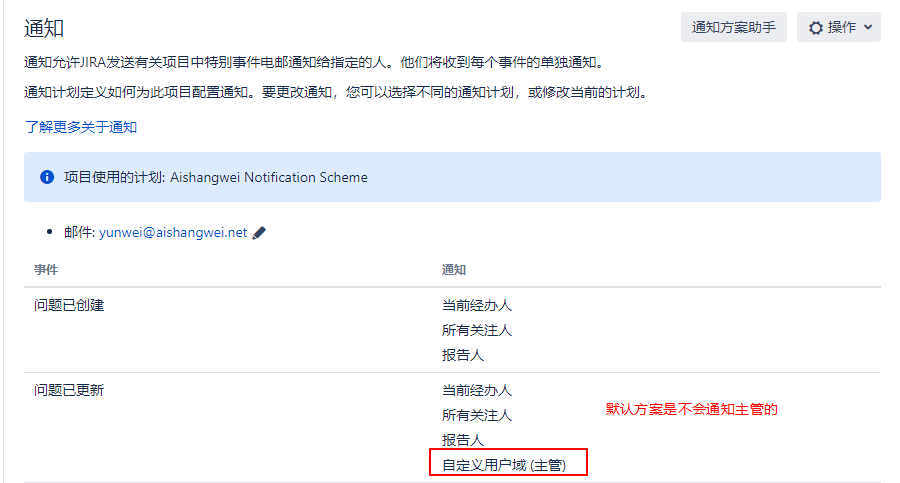 通知
通知方案助手
操作
通知允许JIRA发送有关项目中特别事件电邮通知给指定的人。他们将收到每个事件的单独通知。
通知计划定义如何为此项目配置通知。要更改通知，您可以选择不同的通知计划，或修改当前的计划。
了解更多关于通知
项目使用的计划: Aishangwei Notification Scheme
邮件: yunwei@aishangwei.net
事件
通知
问题已创建
当前经办人
所有关注人
报告人
问题已更新
当前经办人
所有关注人
报告人
自定义用户域 (主管)
默认方案是不会通知主管的